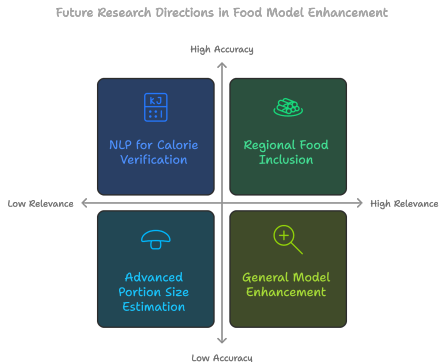 Future Research Directions in Food Model Enhancement
High Accuracy
KJ
NLP for Calorie
Verification
Regional Food
Inclusion
Low Relevance
High Relevance
Advanced
Portion Size
Estimation
General Model
Enhancement
Low Accuracy